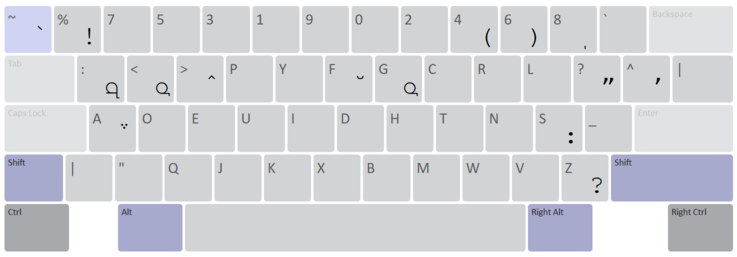 ~ ` % ! 7 5 3 1 9 0 2 4 ( 6 ) 8 ` Backspace
Tab : < > ^ P Y F ˘ G C R L ? ” ^ , |
Caps Lock A O E U I D H T N S : _ Enter
Shift | " Q J K X B M W V Z ? Shift
Ctrl Alt Right Alt Right Ctrl